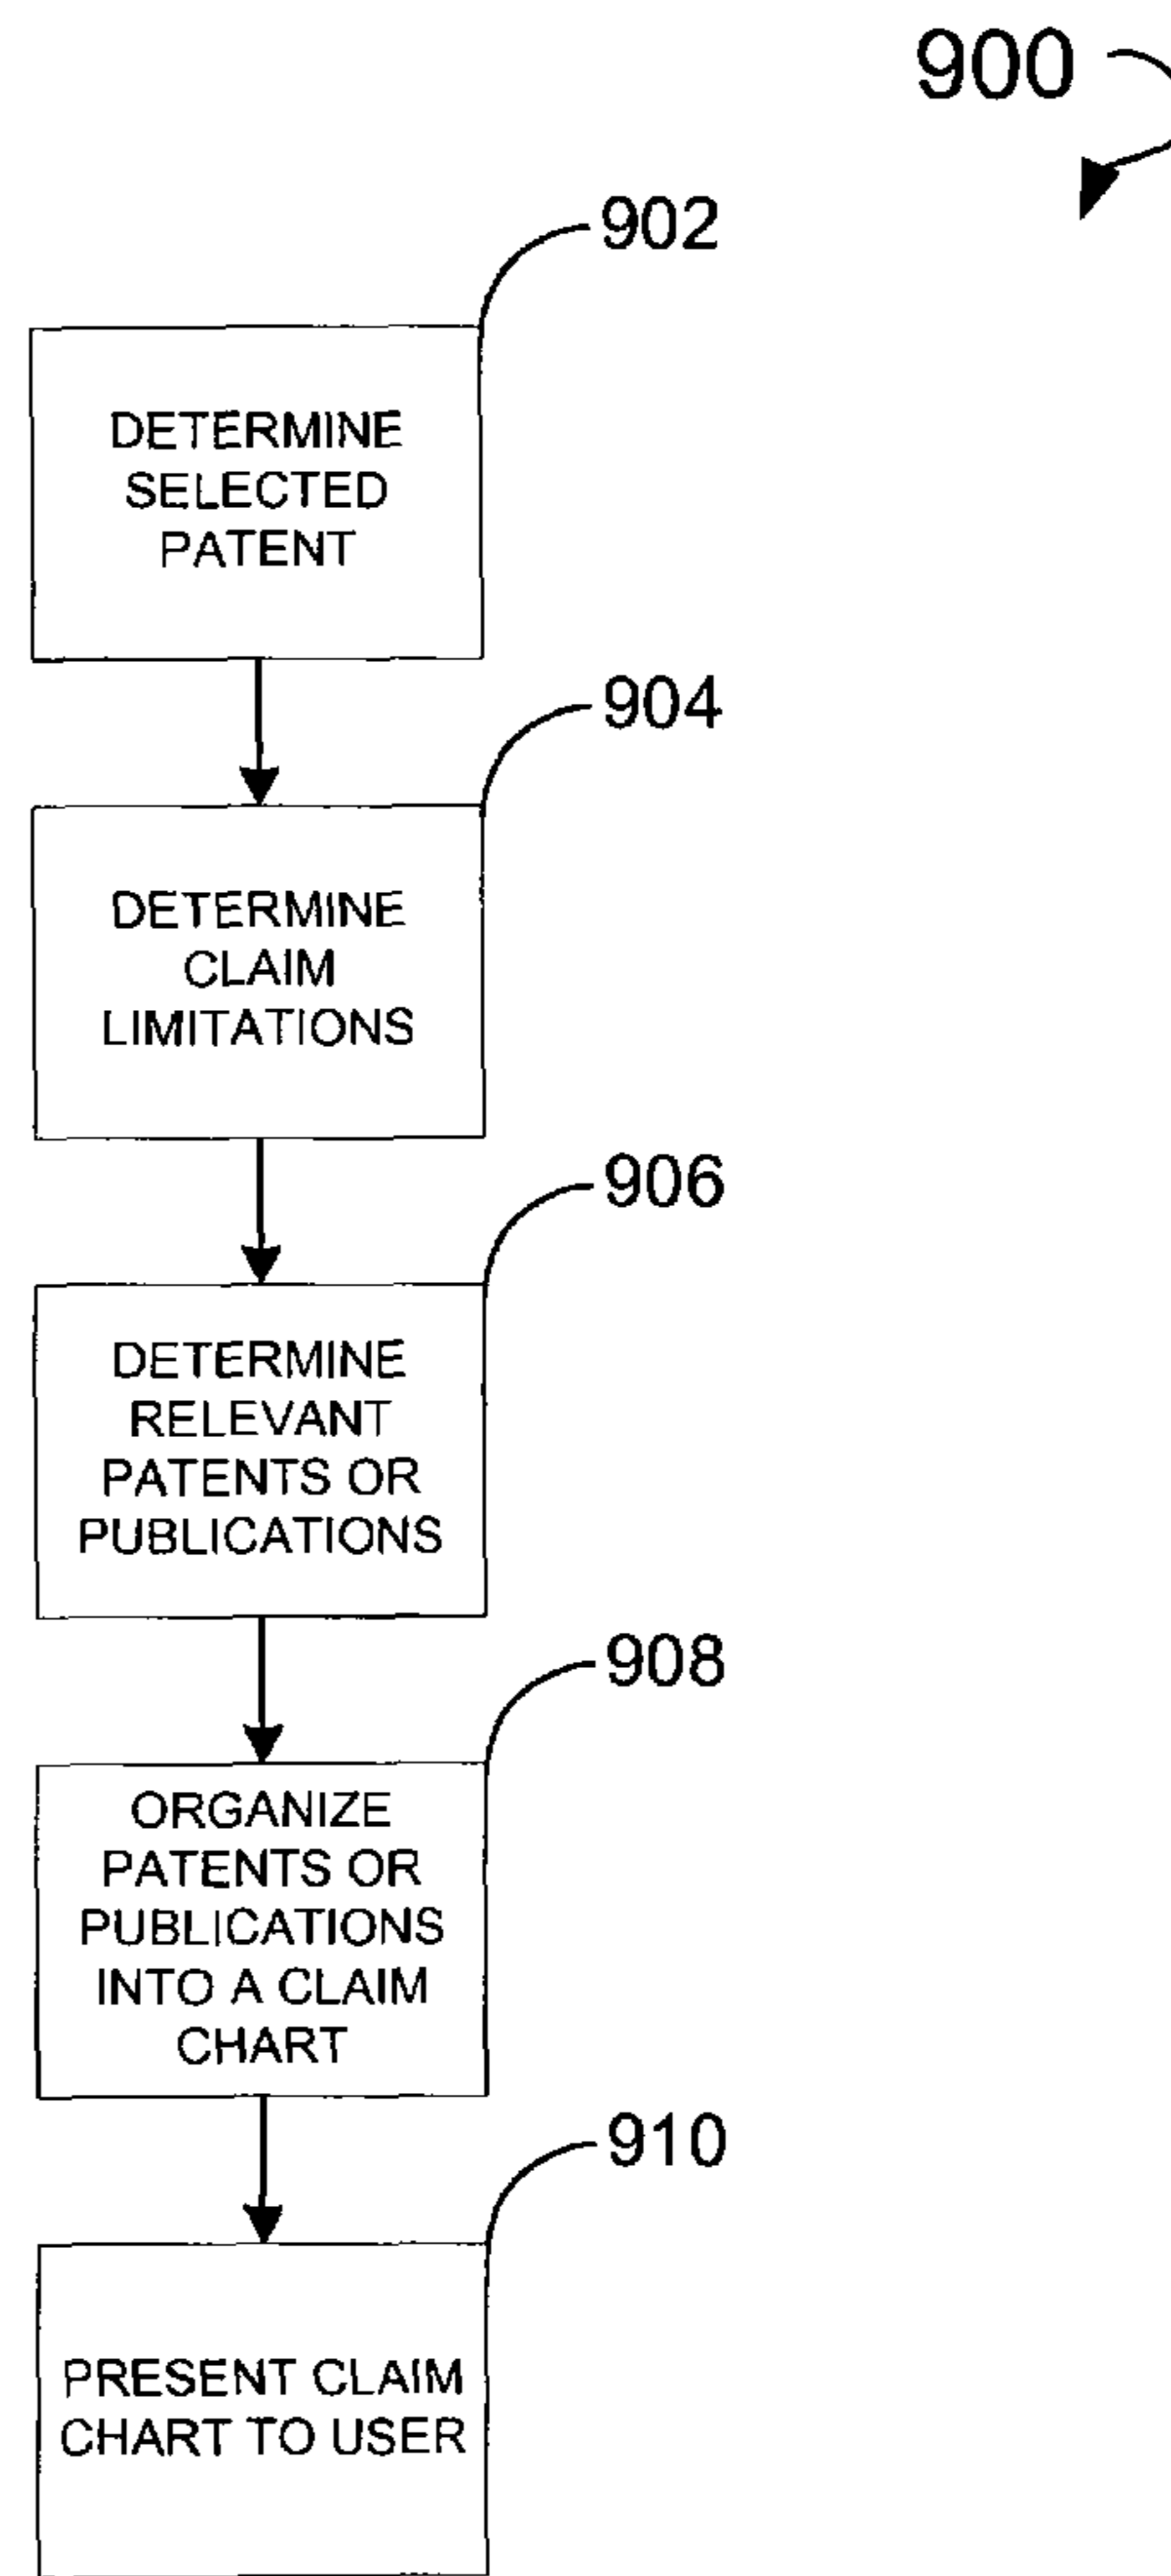 900
902
DETERMINE
SELECTED
PATENT
904
DETERMINE
CLAIM
LIMITATIONS
906
DETERMINE
RELEVANT
PATENTS OR
PUBLICATIONS
908
ORGANIZE
PATENTS OR
PUBLICATIONS
INTO A CLAIM
CHART
910
PRESENT CLAIM
CHART TO USER